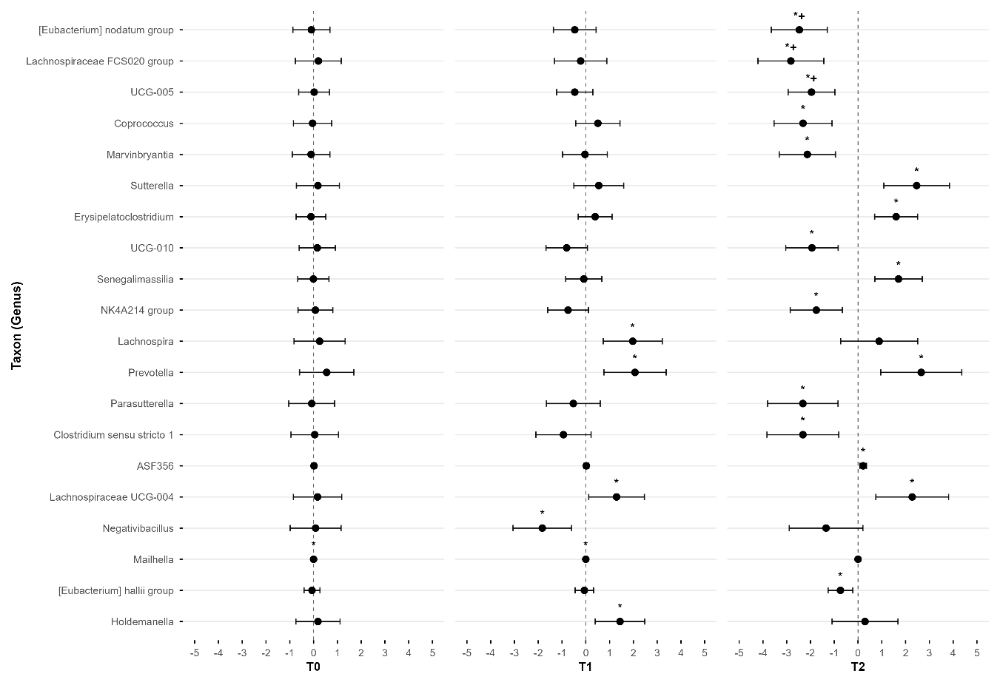 *+
[Eubacterium] nodatum group
*+
Lachnospiraceae FCS020 group
*+
UCG-005
*
Coprococcus
*
Marvinbryantia
*
Sutterella
*
Erysipelatoclostridium
*
UCG-010
*
Senegalimassilia
*
NK4A214 group
*
Lachnospira
*
*
Prevotella
*
Parasutterella
*
Clostridium sensu stricto 1
*
ASF356
*
*
Lachnospiraceae UCG-004
*
Negativibacillus
*
*
Mailhella
*
[Eubacterium] hallii group
*
Holdemanella
Taxon (Genus)
-5 -4 -3 -2 -1 0 1 2 3 4 5
-5 -4 -3 -2 -1 0 1 2 3 4 5
-5 -4 -3 -2 -1 0 1 2 3 4 5
T0
T1
T2